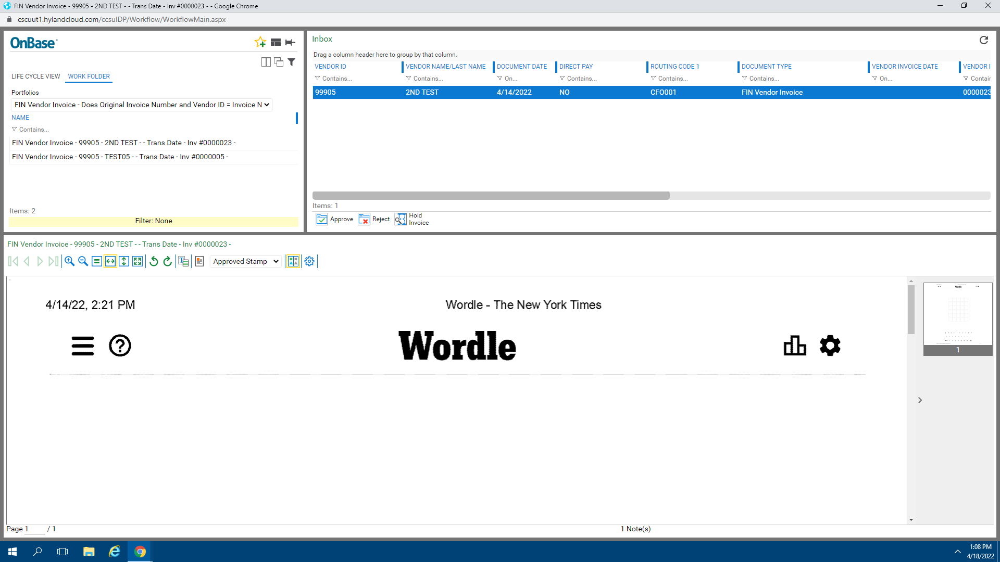 FIN Vendor Invoice - 99905 - 2ND TEST - - Trans Date - Inv #0000023 - - Google Chrome
cscuut1.hylandcloud.com/ccsuIDP/Workflow/WorkflowMain.aspx
OnBase
LIFE CYCLE VIEW WORK FOLDER
Portfolios
FIN Vendor Invoice - Does Original Invoice Number and Vendor ID = Invoice N
NAME
Contains...
FIN Vendor Invoice - 99905 - 2ND TEST - - Trans Date - Inv #0000023 -
FIN Vendor Invoice - 99905 - TEST05 - - Trans Date - Inv #0000005 -
Items: 2
Filter: None
Inbox
Drag a column header here to group by that column.
VENDOR ID VENDOR NAME/LAST NAME DOCUMENT DATE DIRECT PAY ROUTING CODE 1 DOCUMENT TYPE VENDOR INVOICE DATE VENDOR I
Contains... Contains... On... Contains... Contains... Contains... On... Contair
99905 2ND TEST 4/14/2022 NO CFO001 FIN Vendor Invoice 0000023
Items: 1
Approve Reject Hold
Invoice
FIN Vendor Invoice - 99905 - 2ND TEST - - Trans Date - Inv #0000023 -
Approved Stamp
4/14/22, 2:21 PM Wordle - The New York Times
Wordle
Wordle
1
Page 1 / 1 1 Note(s)
1:08 PM
4/18/2022